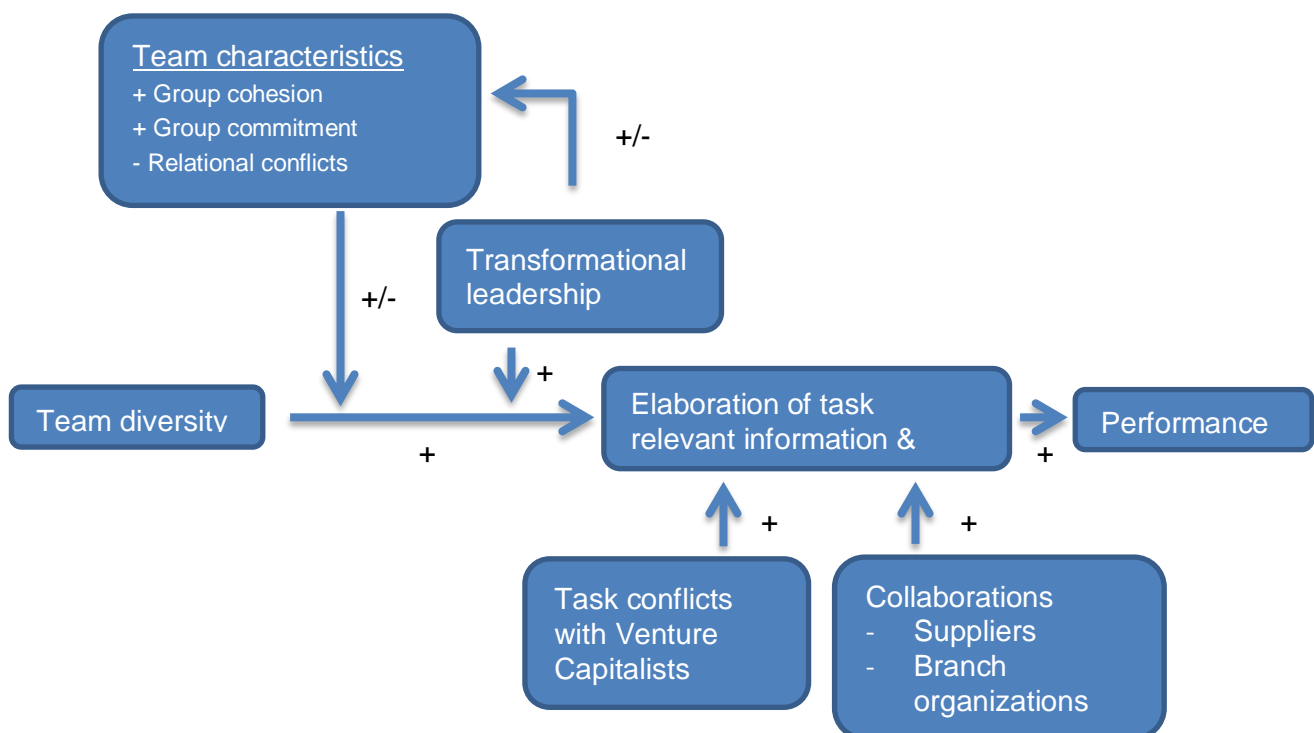 Team characteristics
+ Group cohesion
+ Group commitment
- Relational conflicts
+/-
Transformational
leadership
+/-
+
Team diversity
+
Elaboration of task
relevant information &
+
Performance
+
+
Task conflicts
with Venture
Capitalists
Collaborations
- Suppliers
- Branch
organizations